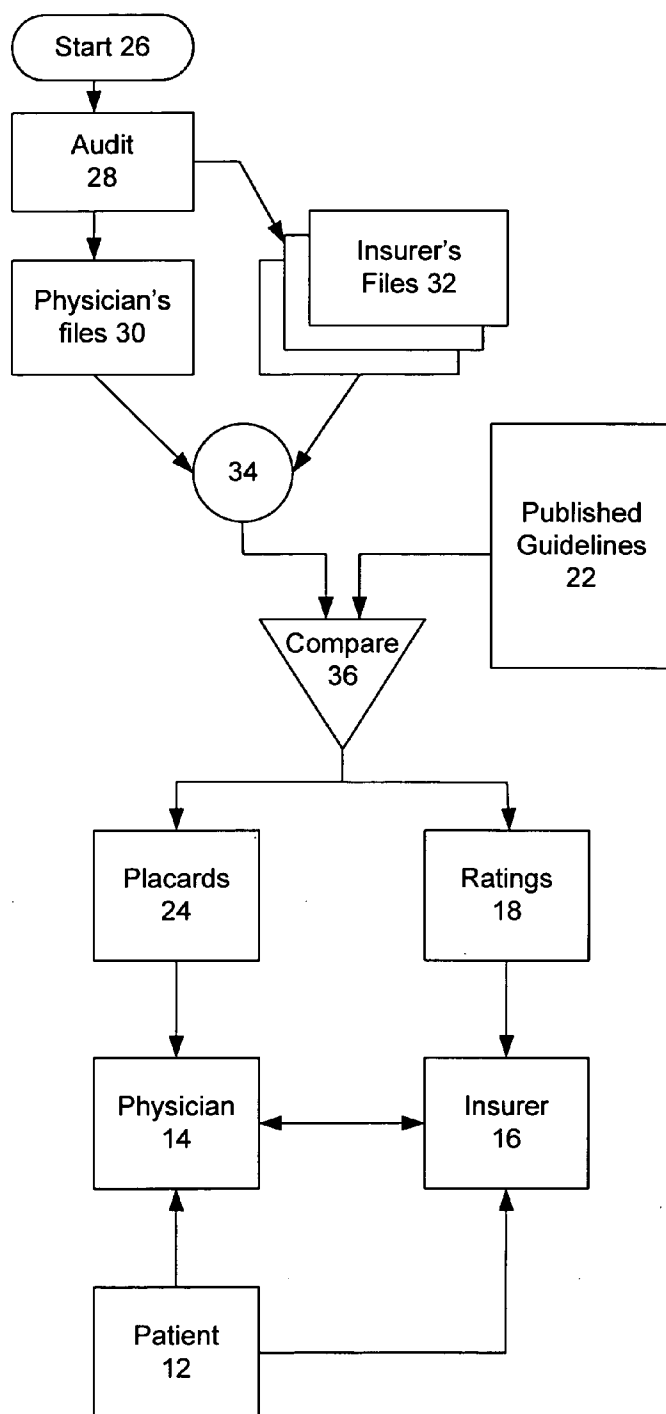 Start 26
Audit
28
Insurer's
Files 32
Physician's
files 30
34
Published
Guidelines
22
Compare
36
Placards
24
Ratings
18
Physician
14
Insurer
16
Patient
12